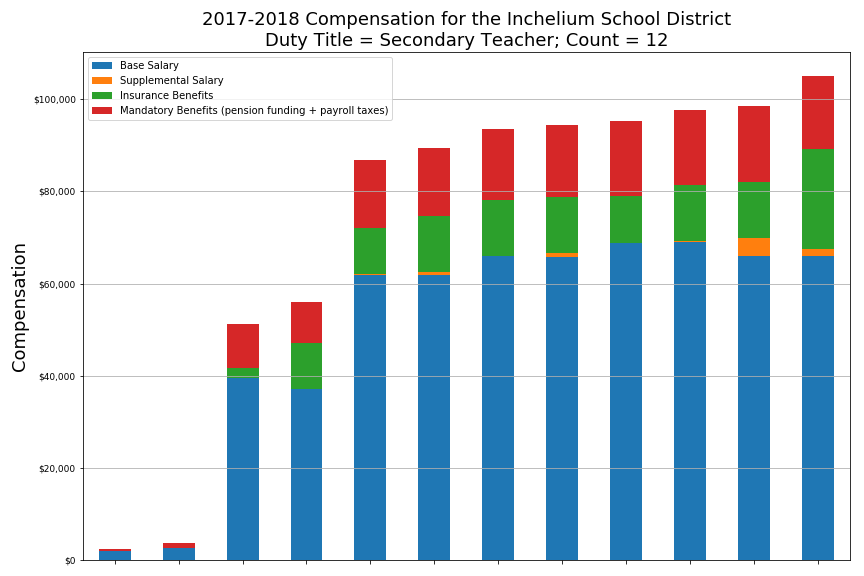 2017-2018 Compensation for the Inchelium School District
Duty Title = Secondary Teacher; Count = 12
Base Salary
Supplemental Salary
Insurance Benefits
Mandatory Benefits (pension funding + payroll taxes)
Compensation
$100,000
$80,000
$60,000
$40,000
$20,000
$0